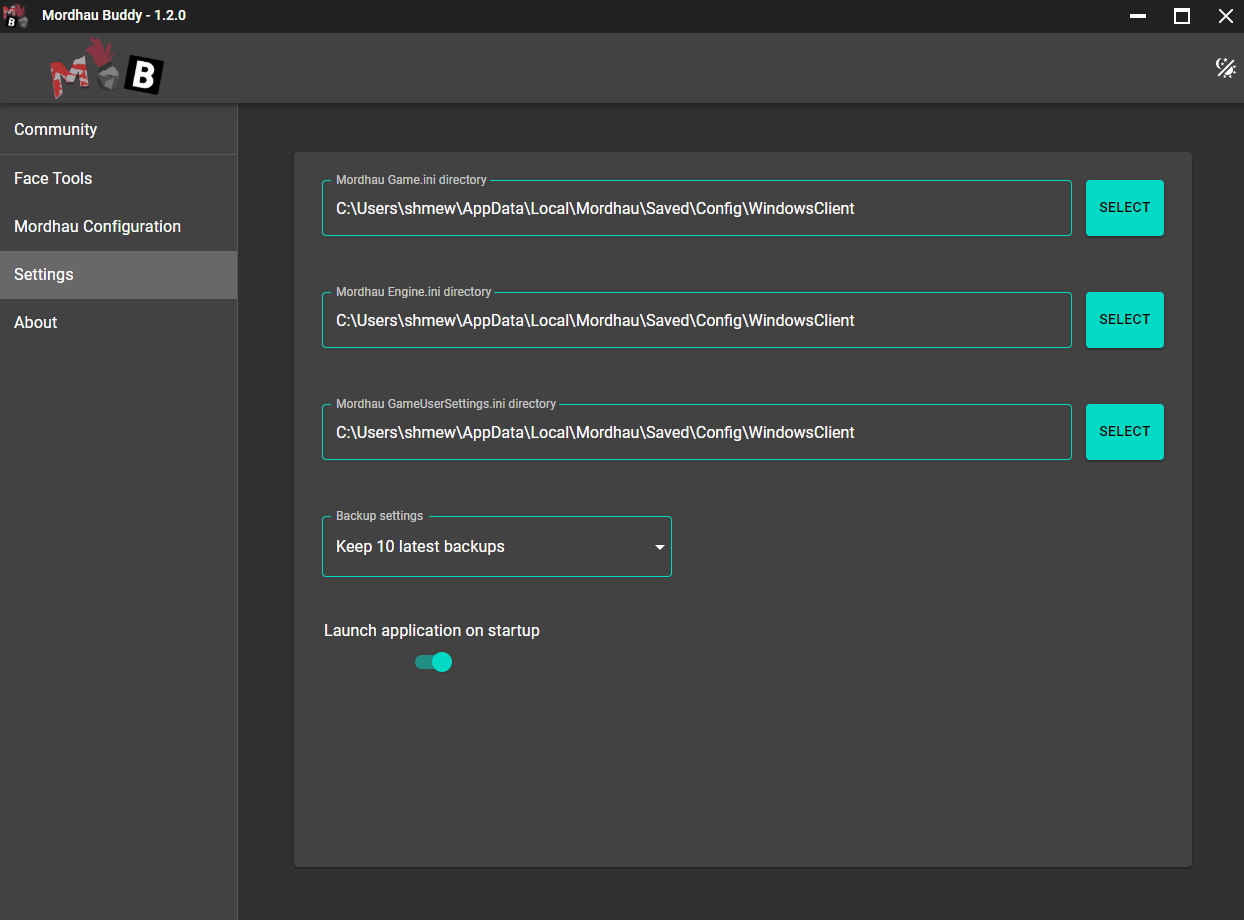 Mordhau Buddy - 1.2.0
M B
Community
Face Tools
Mordhau Configuration
Settings
About
Mordhau Game.ini directory
C:\Users\shmew\AppData\Local\Mordhau\Saved\Config\WindowsClient
SELECT
Mordhau Engine.ini directory
C:\Users\shmew\AppData\Local\Mordhau\Saved\Config\WindowsClient
SELECT
Mordhau GameUserSettings.ini directory
C:\Users\shmew\AppData\Local\Mordhau\Saved\Config\WindowsClient
SELECT
Backup settings
Keep 10 latest backups
Launch application on startup